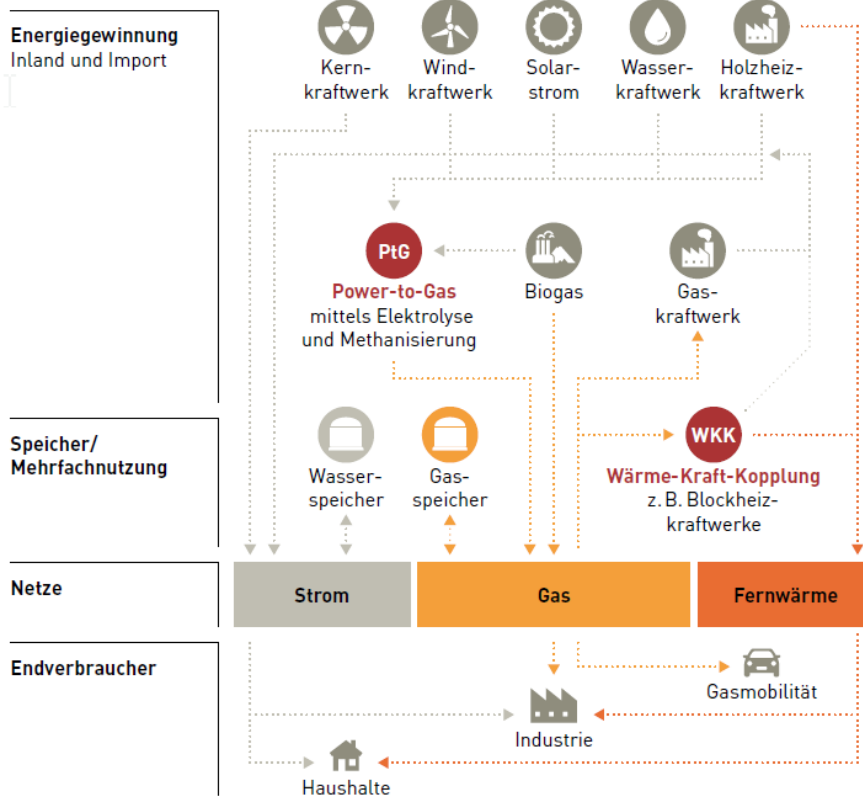 Energiegewinnung
Inland und Import
Kern-
kraftwerk
Wind-
kraftwerk
Solar-
strom
Wasser-
kraftwerk
Holzheiz-
kraftwerk
PtG
Power-to-Gas
mittels Elektrolyse
und Methanisierung
Biogas
Gas-
kraftwerk
Speicher/
Mehrfachnutzung
Wasser-
speicher
Gas-
speicher
WKK
Wärme-Kraft-Kopplung
z. B. Blockheiz-
kraftwerke
Netze
Strom
Gas
Fernwärme
Endverbraucher
Gasmobilität
Industrie
Haushalte